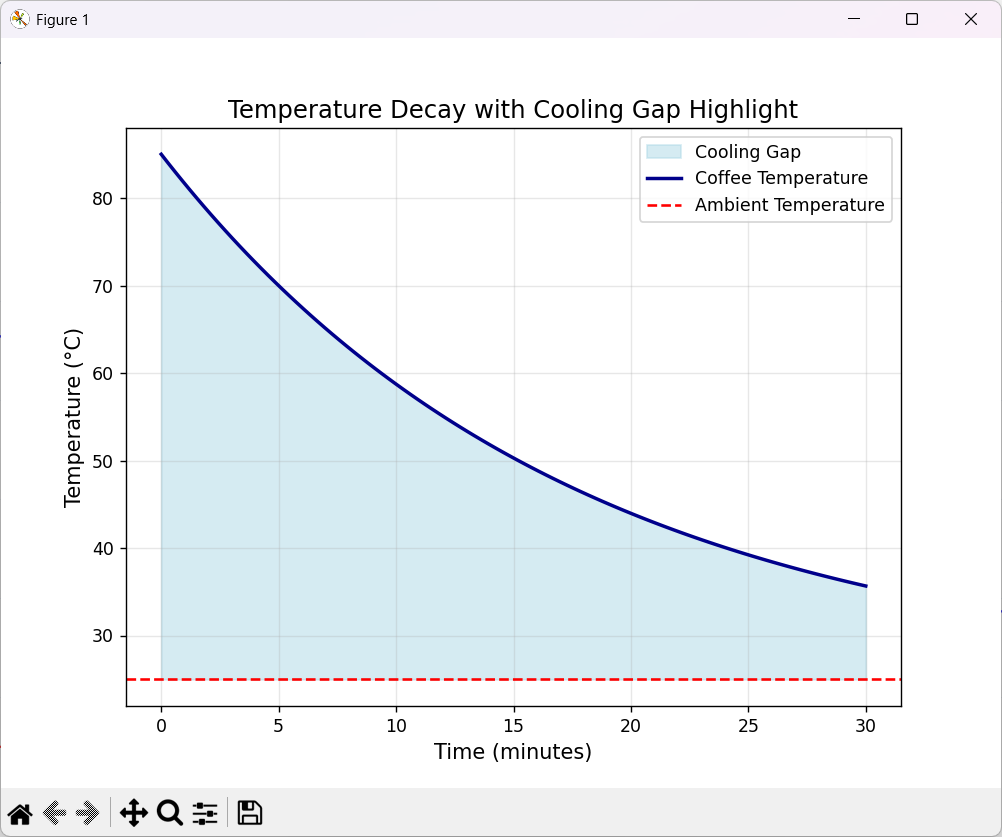 Figure 1
Temperature Decay with Cooling Gap Highlight
Cooling Gap
Coffee Temperature
Ambient Temperature
Temperature (°C)
80
70
60
50
40
30
0 5 10 15 20 25 30
Time (minutes)